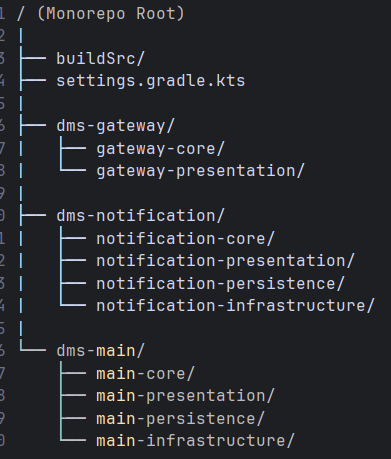 1 / (Monorepo Root)
2 |
3 ├── buildSrc/
4 ├── settings.gradle.kts
5 |
6 ├── dms-gateway/
7 |   ├── gateway-core/
8 |   └── gateway-presentation/
9 |
0 ├── dms-notification/
1 |   ├── notification-core/
2 |   ├── notification-presentation/
3 |   ├── notification-persistence/
4 |   └── notification-infrastructure/
5 |
6 └── dms-main/
7     ├── main-core/
8     ├── main-presentation/
9     ├── main-persistence/
0     └── main-infrastructure/